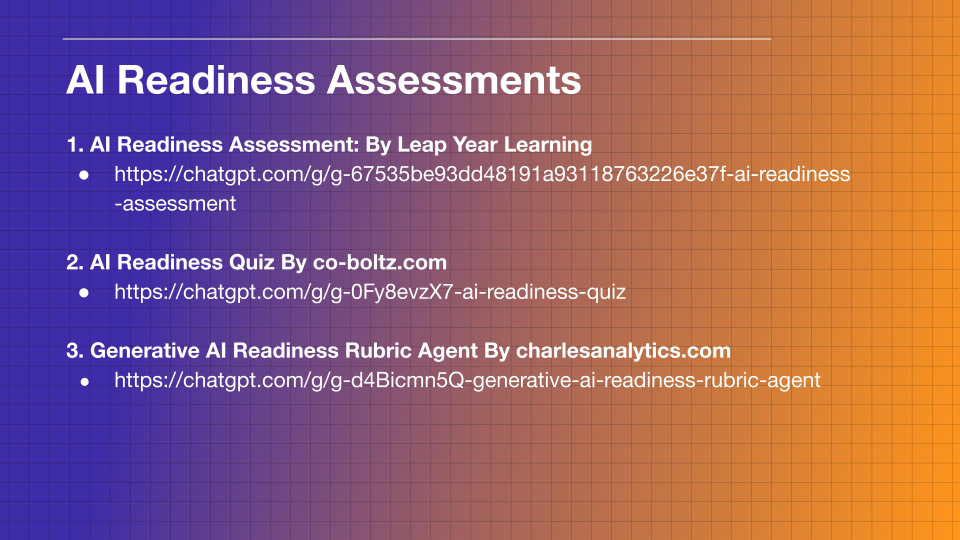 AI Readiness Assessments
1. AI Readiness Assessment: By Leap Year Learning
● https://chatgpt.com/g/g-67535be93dd48191a93118763226e37f-ai-readiness
-assessment
2. AI Readiness Quiz By co-boltz.com
● https://chatgpt.com/g/g-0Fy8evzX7-ai-readiness-quiz
3. Generative AI Readiness Rubric Agent By charlesanalytics.com
● https://chatgpt.com/g/g-d4Bicmn5Q-generative-ai-readiness-rubric-agent